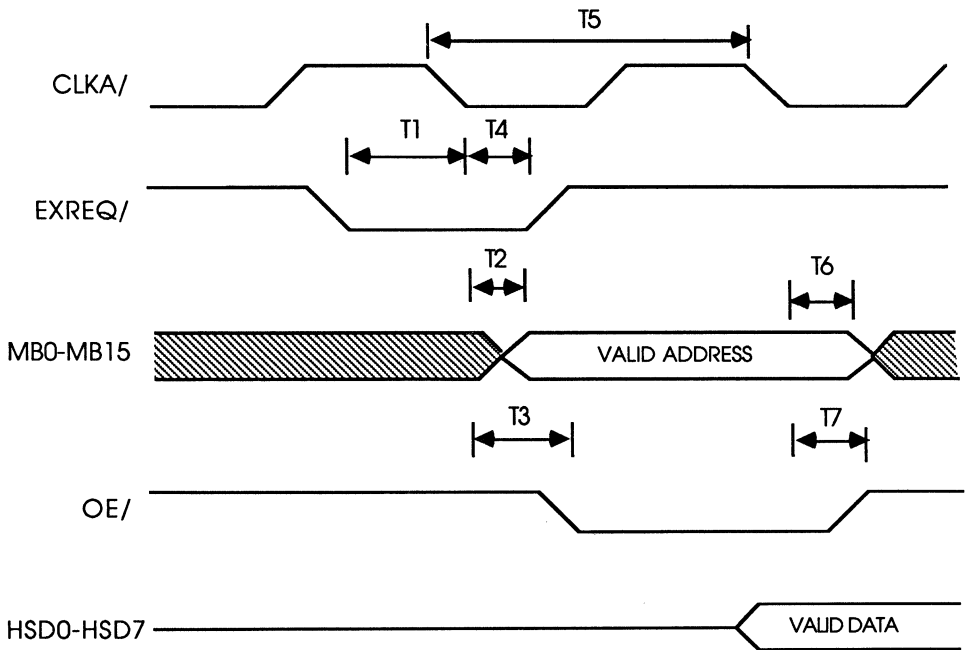 T5
CLKA/
T1 T4
EXREQ/
T2 T6
MB0-MB15 VALID ADDRESS
T3 T7
OE/
HSD0-HSD7 VALID DATA